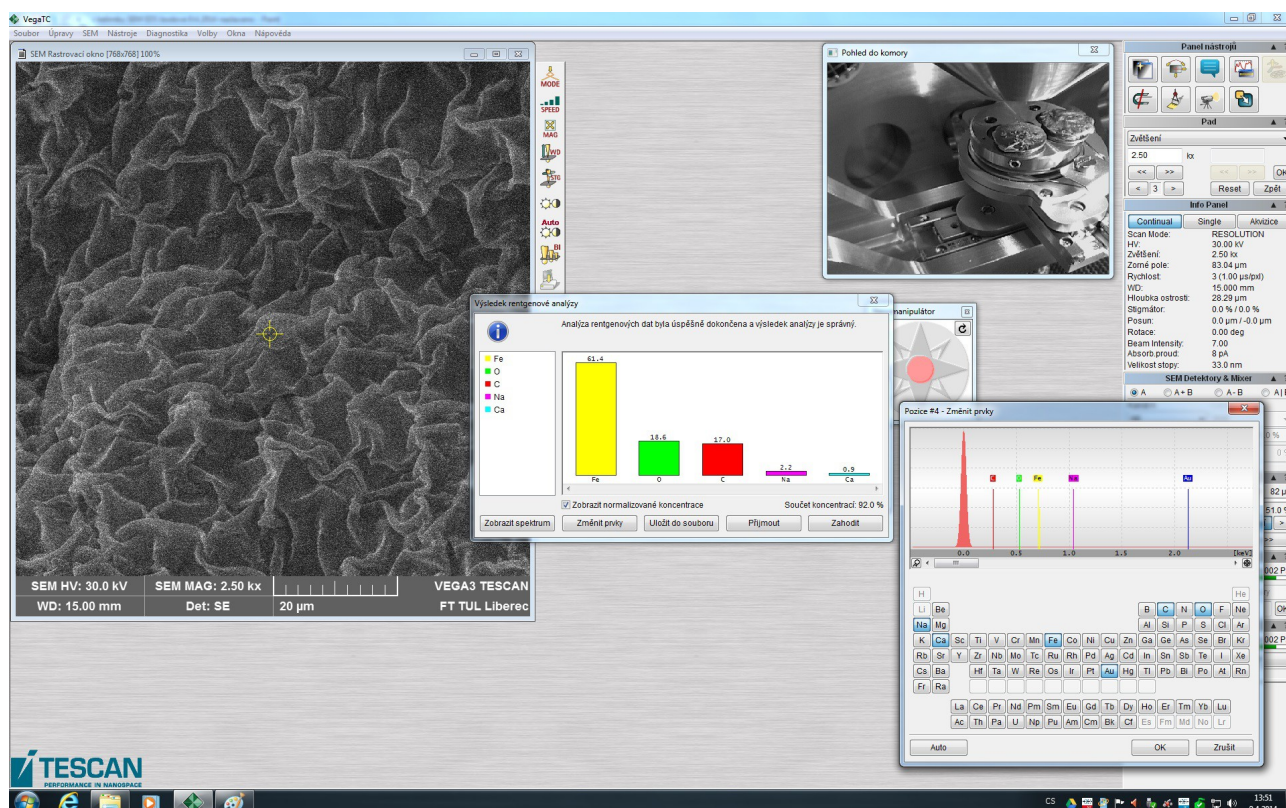 VegaTC
Soubor Úpravy SEM Nástroje Diagnostika Volby Okna Nápověda
SEM Rastrovací okno [768x768] 100%
MODE
SPEED
MAG
WD
STG
Auto
BI
SEM HV: 30.0 kV SEM MAG: 2.50 kx VEGA3 TESCAN
WD: 15.00 mm Det: SE 20 µm FT TUL Liberec
Pohled do komory
manipulátor
Výsledek rentgenové analýzy
Analýza rentgenových dat byla úspěšně dokončena a výsledek analýzy je správný.
Fe
O
C
Na
Ca
61.4
18.6
17.0
2.2
0.9
Fe O C Na Ca
Zobrazit normalizované koncentrace Součet koncentrací: 92.0 %
Zobrazit spektrum Změnit prvky Uložit do souboru Přijmout Zahodit
Panel nástrojů
Pad
Zvětšení
2.50 kx
<< >> << >> OK
< 3 > Reset Zpět
Info Panel
Continual Single Akvizice
Scan Mode: RESOLUTION
HV: 30.00 kV
Zvětšení: 2.50 kx
Zorné pole: 83.04 µm
Rychlost: 3 (1.00 µs/pxl)
WD: 15.000 mm
Hloubka ostrosti: 28.29 µm
Stigmátor: 0.0 % / 0.0 %
Posun: 0.0 µm / -0.0 µm
Rotace: 0.00 deg
Beam Intensity: 7.00
Absorb.proud: 8 pA
Velikost stopy: 33.0 nm
SEM Detektory & Mixer
A A + B A - B A | B
Pozice #4 - Změnit prvky
C O Fe Na Au
0.0 0.5 1.0 1.5 2.0 [keV]
H He
Li Be B C N O F Ne
Na Mg Al Si P S Cl Ar
K Ca Sc Ti V Cr Mn Fe Co Ni Cu Zn Ga Ge As Se Br Kr
Rb Sr Y Zr Nb Mo Tc Ru Rh Pd Ag Cd In Sn Sb Te I Xe
Cs Ba Hf Ta W Re Os Ir Pt Au Hg Tl Pb Bi Po At Rn
Fr Ra
La Ce Pr Nd Pm Sm Eu Gd Tb Dy Ho Er Tm Yb Lu
Ac Th Pa U Np Pu Am Cm Bk Cf Es Fm Md No Lr
Auto OK Zrušit
TESCAN
PERFORMANCE IN NANOSPACE
CS 13:51